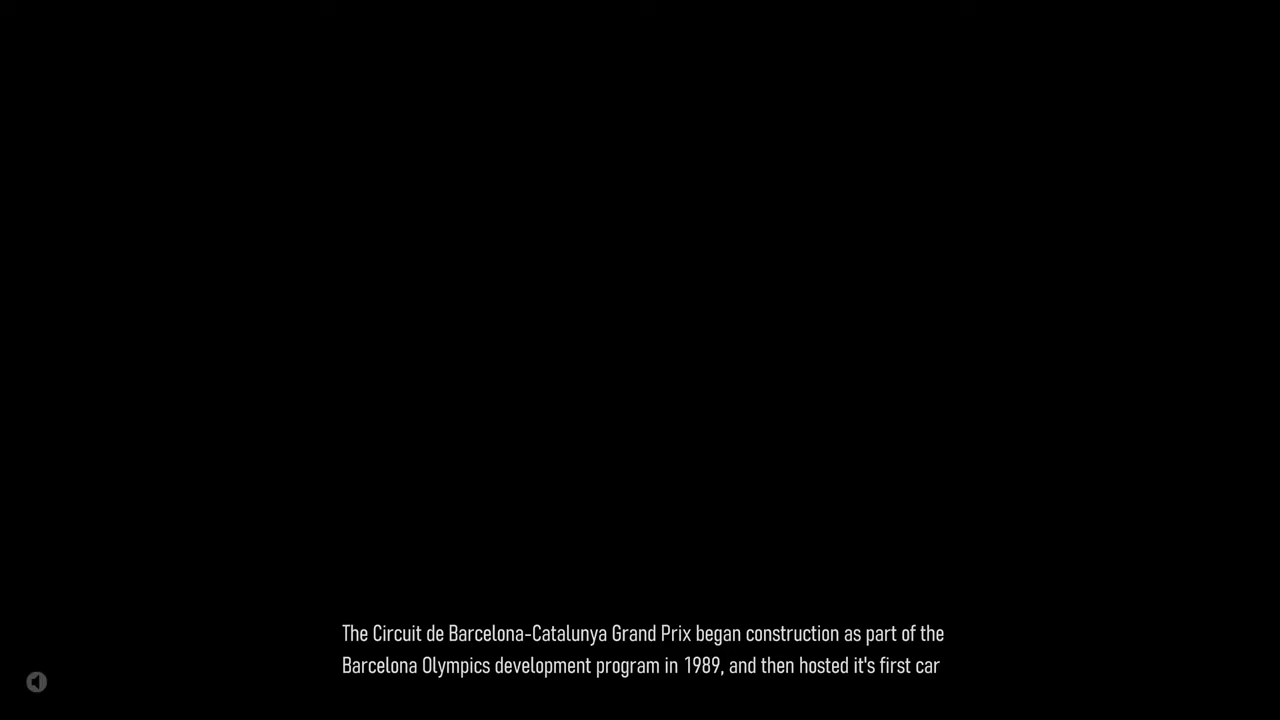 The Circuit de Barcelona-Catalunya Grand Prix began construction as part of the
Barcelona Olympics development program in 1989, and then hosted it's first car